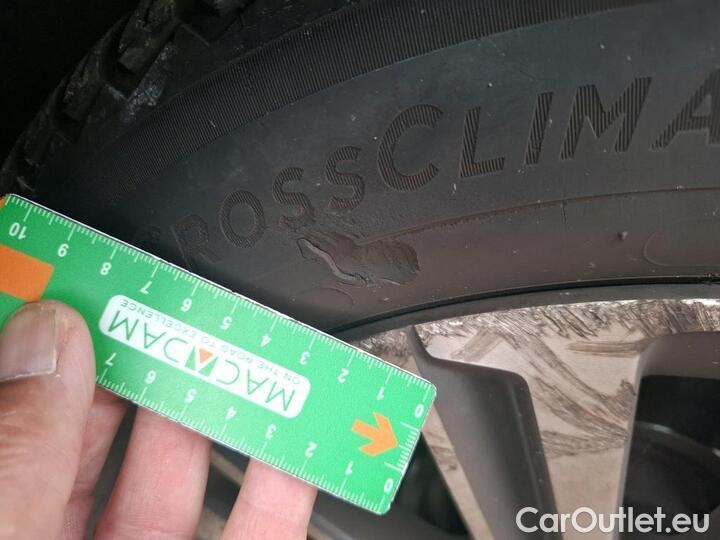 CROSSCLIMA
10 9 8 7 6 5 4 3 2 1 0
MACADAM
ON THE ROAD TO EXCELLENCE
7 6 5 4 3 2 1 0
CarOutlet.eu